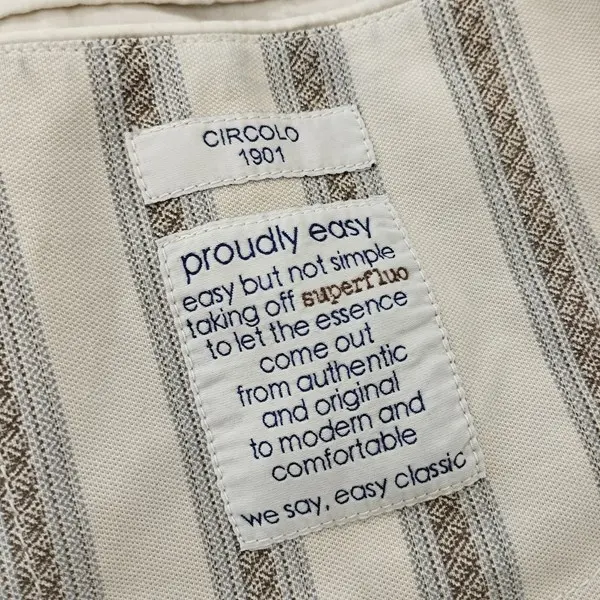 CIRCOLO
1901
proudly easy
easy but not simple
taking off superfluo
to let the essence
come out
from authentic
and original
to modern and
comfortable
we say, easy classic